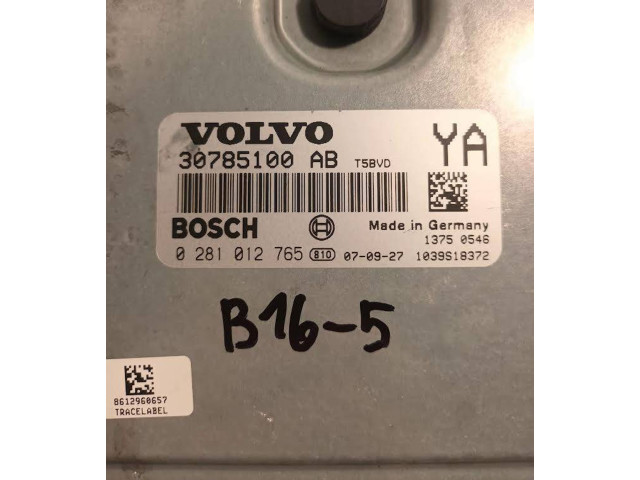 VOLVO YA
30785100 AB T5BVD
BOSCH Made in Germany
1375 0546
0 281 012 765 B10 07-09-27 1039S18372
B16-5
8612960657
TRACELABEL